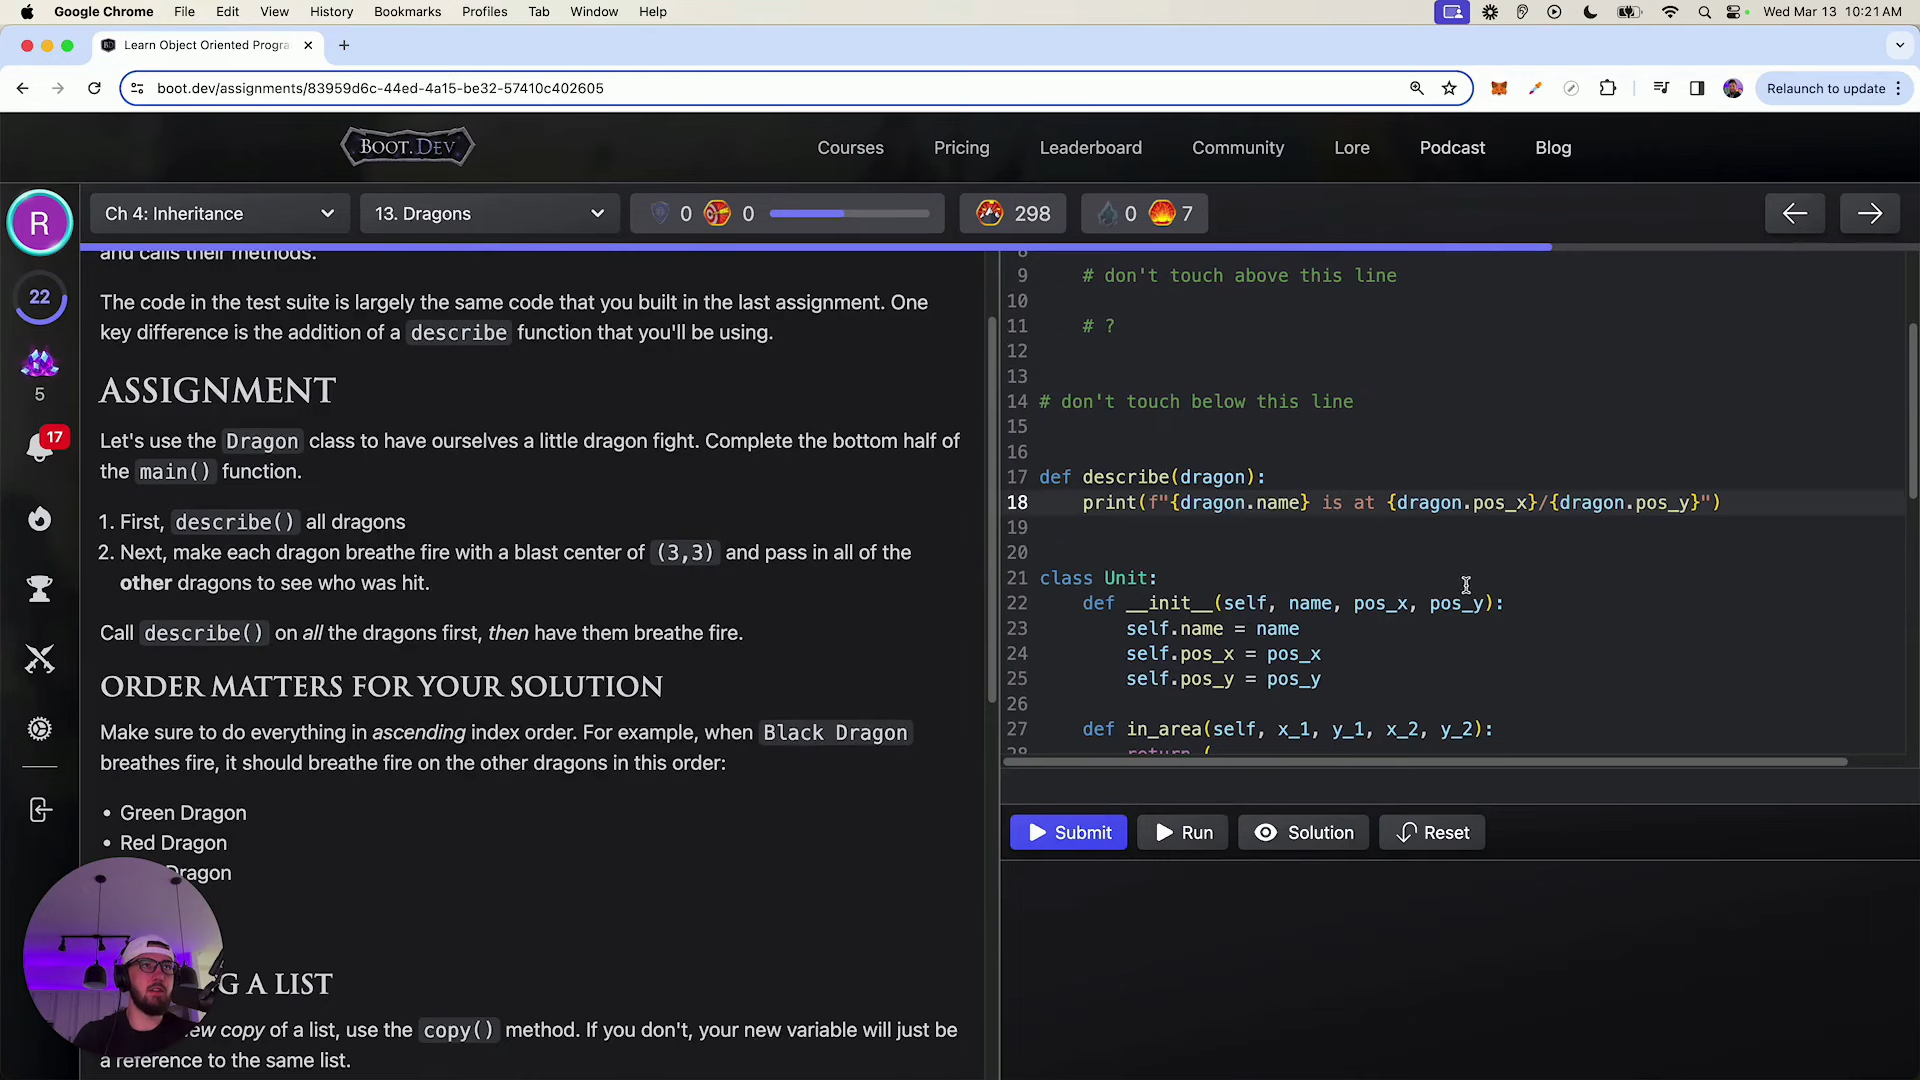 Google Chrome File Edit View History Bookmarks Profiles Tab Window Help Wed Mar 13 10:21 AM
Learn Object Oriented Progra
boot.dev/assignments/83959d6c-44ed-4a15-be32-57410c402605 Relaunch to update
BOOT.DEV Courses Pricing Leaderboard Community Lore Podcast Blog
R Ch 4: Inheritance 13. Dragons 0 0 298 0 7
and calls their methods.
22
The code in the test suite is largely the same code that you built in the last assignment. One
key difference is the addition of a describe function that you'll be using.
5
ASSIGNMENT
17
Let's use the Dragon class to have ourselves a little dragon fight. Complete the bottom half of
the main() function.
1. First, describe() all dragons
2. Next, make each dragon breathe fire with a blast center of (3,3) and pass in all of the
other dragons to see who was hit.
Call describe() on all the dragons first, then have them breathe fire.
ORDER MATTERS FOR YOUR SOLUTION
Make sure to do everything in ascending index order. For example, when Black Dragon
breathes fire, it should breathe fire on the other dragons in this order:
• Green Dragon
• Red Dragon
Dragon
G A LIST
ew copy of a list, use the copy() method. If you don't, your new variable will just be
a reference to the same list.
8
9 # don't touch above this line
10
11 # ?
12
13
14 # don't touch below this line
15
16
17 def describe(dragon):
18 print(f"{dragon.name} is at {dragon.pos_x}/{dragon.pos_y}")
19
20
21 class Unit:
22 def __init__(self, name, pos_x, pos_y):
23 self.name = name
24 self.pos_x = pos_x
25 self.pos_y = pos_y
26
27 def in_area(self, x_1, y_1, x_2, y_2):
28 return (
Submit Run Solution Reset